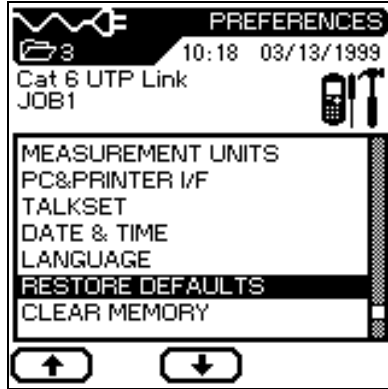 PREFERENCES
3 10:18 03/13/1999
Cat 6 UTP Link
JOB1
MEASUREMENT UNITS
PC&PRINTER I/F
TALKSET
DATE & TIME
LANGUAGE
RESTORE DEFAULTS
CLEAR MEMORY